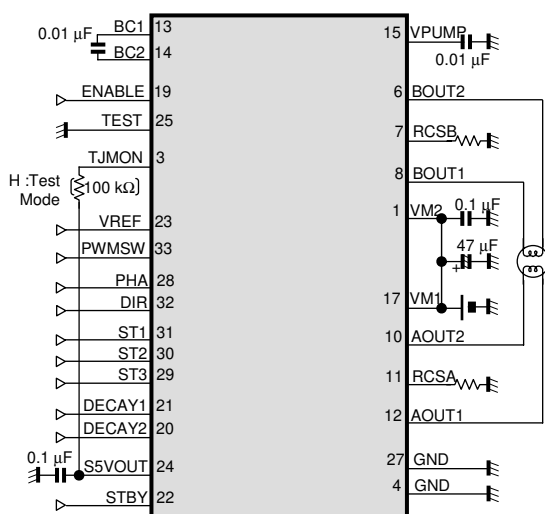 0.01 µF
BC1 13
BC2 14
ENABLE 19
TEST 25
TJMON 3
H :Test
Mode
(100 kΩ)
VREF 23
PWMSW 33
PHA 28
DIR 32
ST1 31
ST2 30
ST3 29
DECAY1 21
DECAY2 20
0.1 µF
S5VOUT 24
STBY 22
15 VPUMP
0.01 µF
6 BOUT2
7 RCSB
8 BOUT1
1 VM2
0.1 µF
47 µF
+
17 VM1
10 AOUT2
11 RCSA
12 AOUT1
27 GND
4 GND